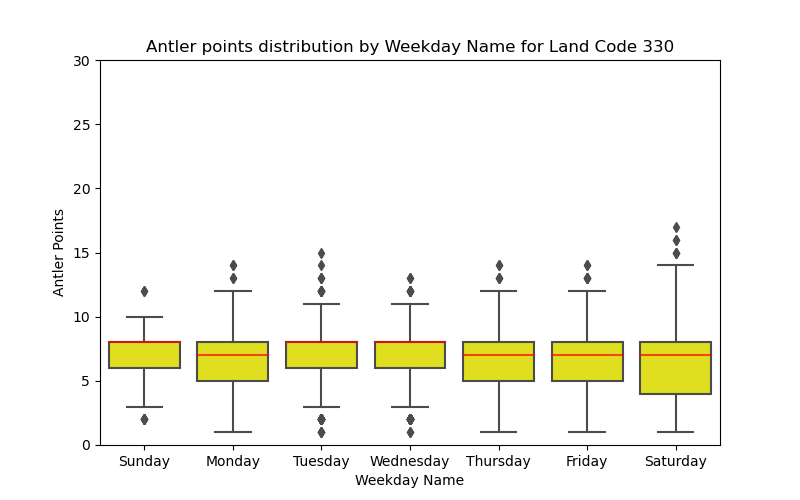 Antler points distribution by Weekday Name for Land Code 330
Antler Points
30
25
20
15
10
5
0
Sunday Monday Tuesday Wednesday Thursday Friday Saturday
Weekday Name